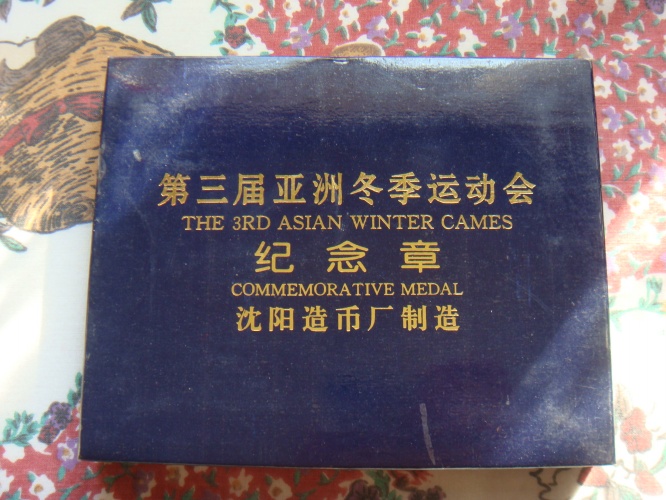 第三届亚洲冬季运动会
THE 3RD ASIAN WINTER CAMES
纪念章
COMMEMORATIVE MEDAL
沈阳造币厂制造